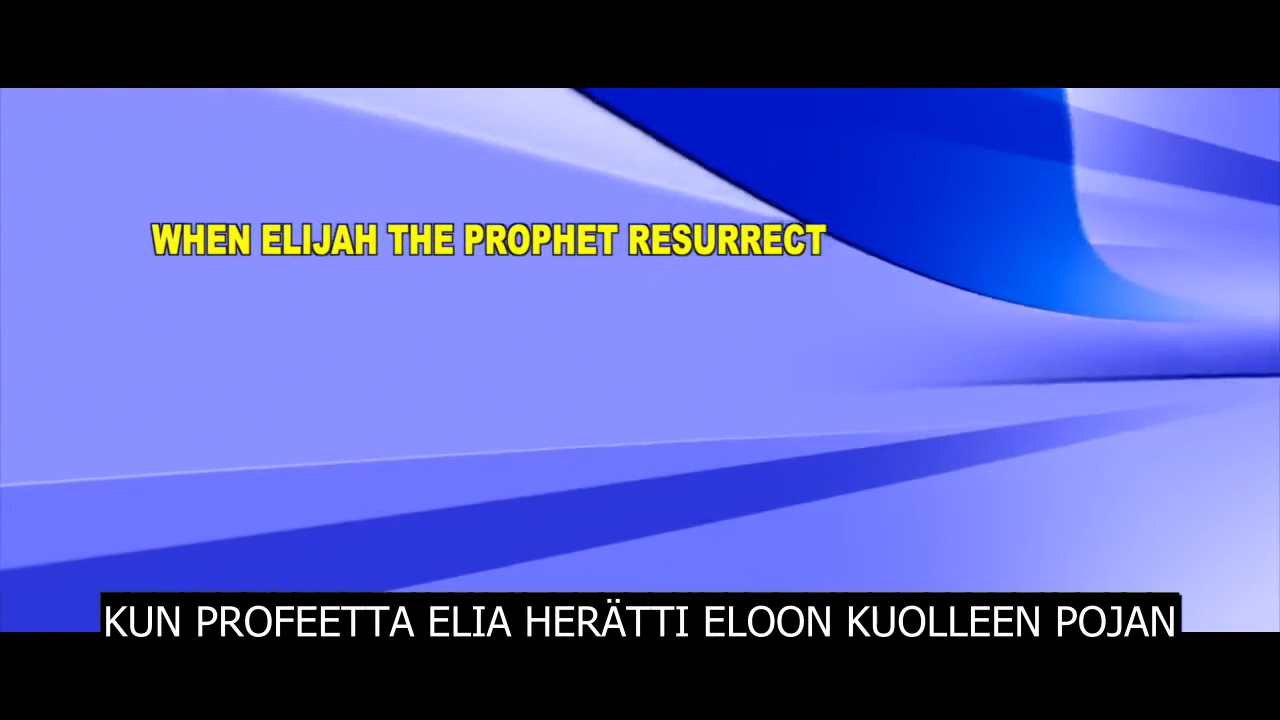 WHEN ELIJAH THE PROPHET RESURRECT
KUN PROFEETTA ELIA HERÄTTI ELOON KUOLLEEN POJAN